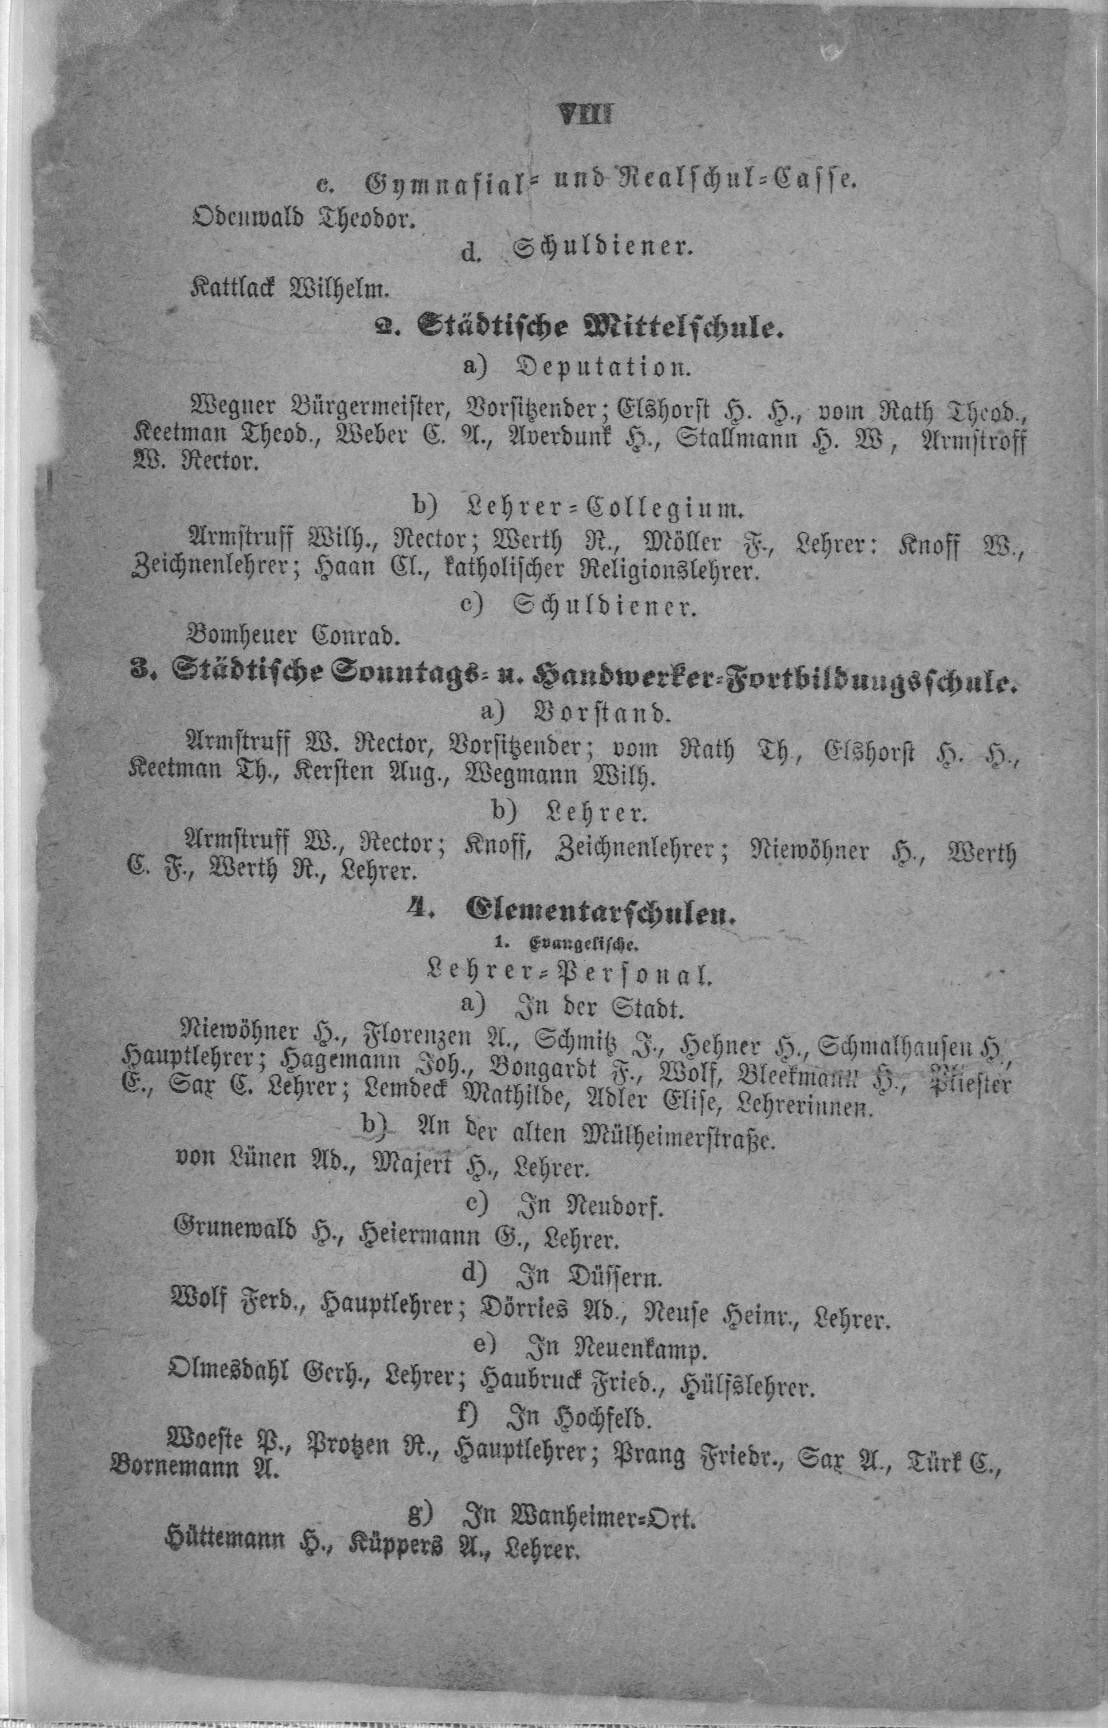 VIII
c. Gymnasial- und Realschul-Casse.
Odenwald Theodor.
d. Schuldiener.
Kattlack Wilhelm.
2. Städtische Mittelschule.
a) Deputation.
Wegner Bürgermeister, Vorsitzender; Elshorst H. H., vom Rath Theod.,
Keetman Theod., Weber C. A., Averdunk H., Stallmann H. W, Armstroff
W. Rector.
b) Lehrer-Collegium.
Armstruff Wilh., Rector; Werth R., Möller F., Lehrer: Knoff W.,
Zeichnenlehrer; Haan Cl., katholischer Religionslehrer.
c) Schuldiener.
Bomheuer Conrad.
3. Städtische Sonntags- u. Handwerker-Fortbildungsschule.
a) Vorstand.
Armstruff W. Rector, Vorsitzender; vom Rath Th., Elshorst H. H.,
Keetman Th., Kersten Aug., Wegmann Wilh.
b) Lehrer.
Armstruff W., Rector; Knoff, Zeichnenlehrer; Niewöhner H., Werth
C. F., Werth R., Lehrer.
4. Elementarschulen.
1. Evangelische.
Lehrer-Personal.
a) In der Stadt.
Niewöhner H., Florenzen A., Schmitz J., Hehner H., Schmalhausen H.,
Hauptlehrer; Hagemann Joh., Bongardt F., Wolf, Bleekmann H., Pliester
E., Sax C. Lehrer; Lemdeck Mathilde, Adler Elise, Lehrerinnen.
b) An der alten Mülheimerstraße.
von Lünen Ad., Majert H., Lehrer.
c) In Neudorf.
Grunewald H., Heiermann G., Lehrer.
d) In Düssern.
Wolf Ferd., Hauptlehrer; Dörries Ad., Neuse Heinr., Lehrer.
e) In Neuenkamp.
Olmesdahl Gerh., Lehrer; Haubruck Fried., Hülfslehrer.
f) In Hochfeld.
Woeste P., Protzen R., Hauptlehrer; Prang Friedr., Sax A., Türk C.,
Bornemann A.
g) In Wanheimer-Ort.
Hüttemann H., Küppers A., Lehrer.